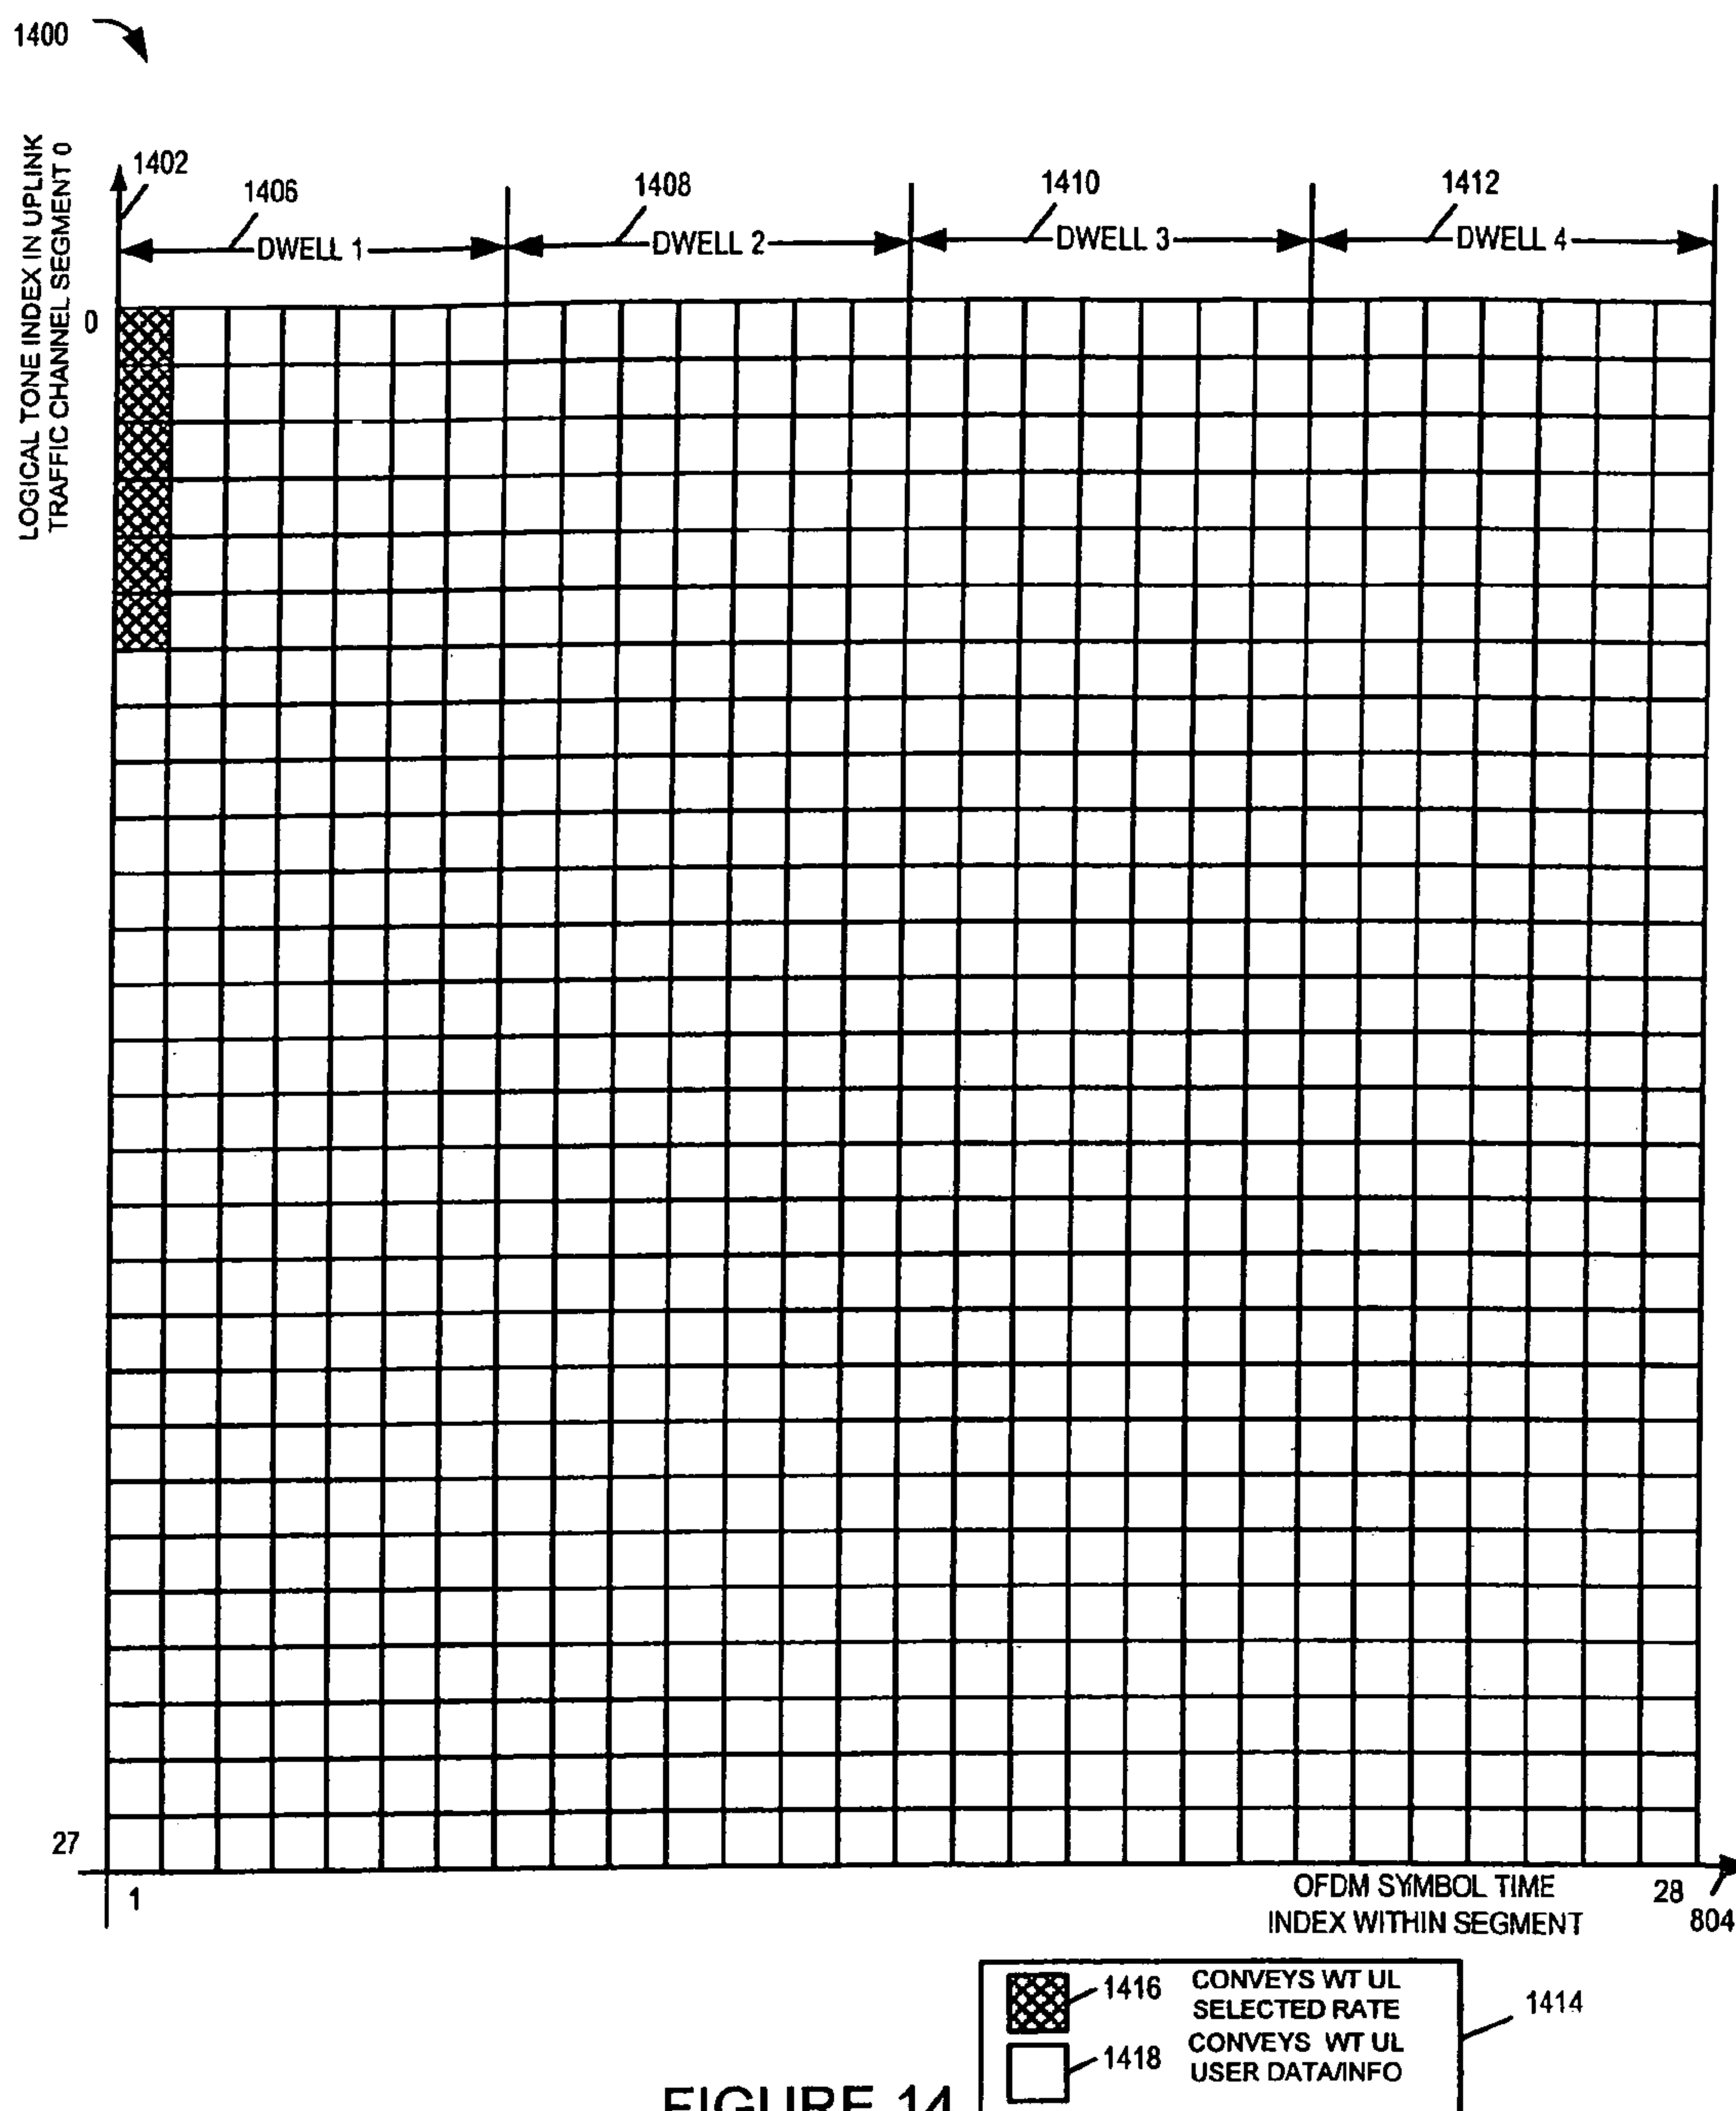 1400
LOGICAL TONE INDEX IN UPLINK
TRAFFIC CHANNEL SEGMENT 0
1402
1406
1408
1410
1412
DWELL 1
DWELL 2
DWELL 3
DWELL 4
0
27
1
OFDM SYMBOL TIME
INDEX WITHIN SEGMENT
28
804
1416
CONVEYS WT UL
SELECTED RATE
1414
1418
CONVEYS WT UL
USER DATA/INFO
FIGURE 14